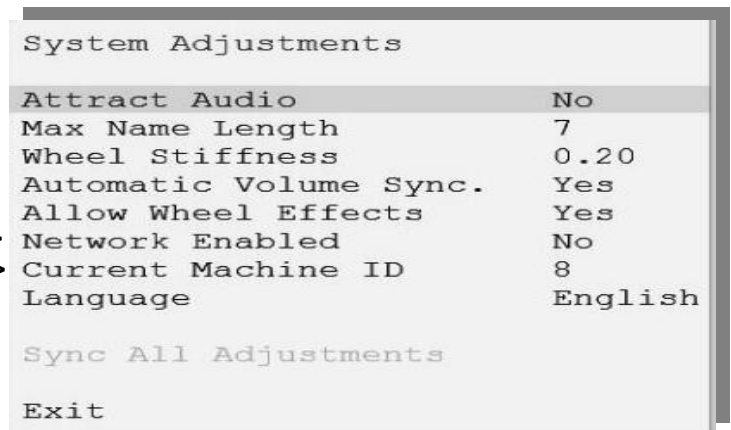 System Adjustments
Attract Audio No
Max Name Length 7
Wheel Stiffness 0.20
Automatic Volume Sync. Yes
Allow Wheel Effects Yes
Network Enabled No
Current Machine ID 8
Language English
Sync All Adjustments
Exit